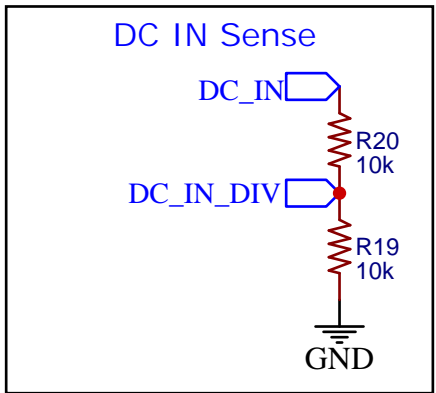 DC IN Sense
DC_IN
R20
10k
DC_IN_DIV
R19
10k
GND